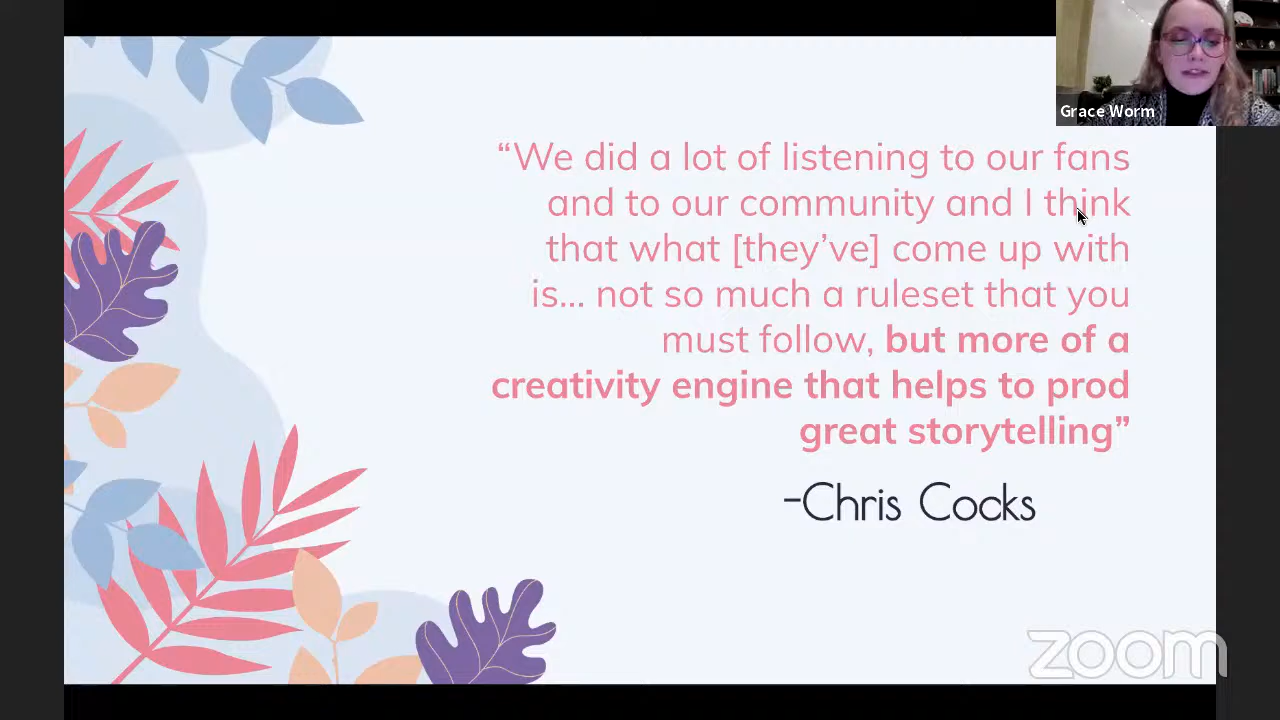 Grace Worm
“We did a lot of listening to our fans
and to our community and I think
that what [they’ve] come up with
is... not so much a ruleset that you
must follow, but more of a
creativity engine that helps to prod
great storytelling”
-Chris Cocks
zoom